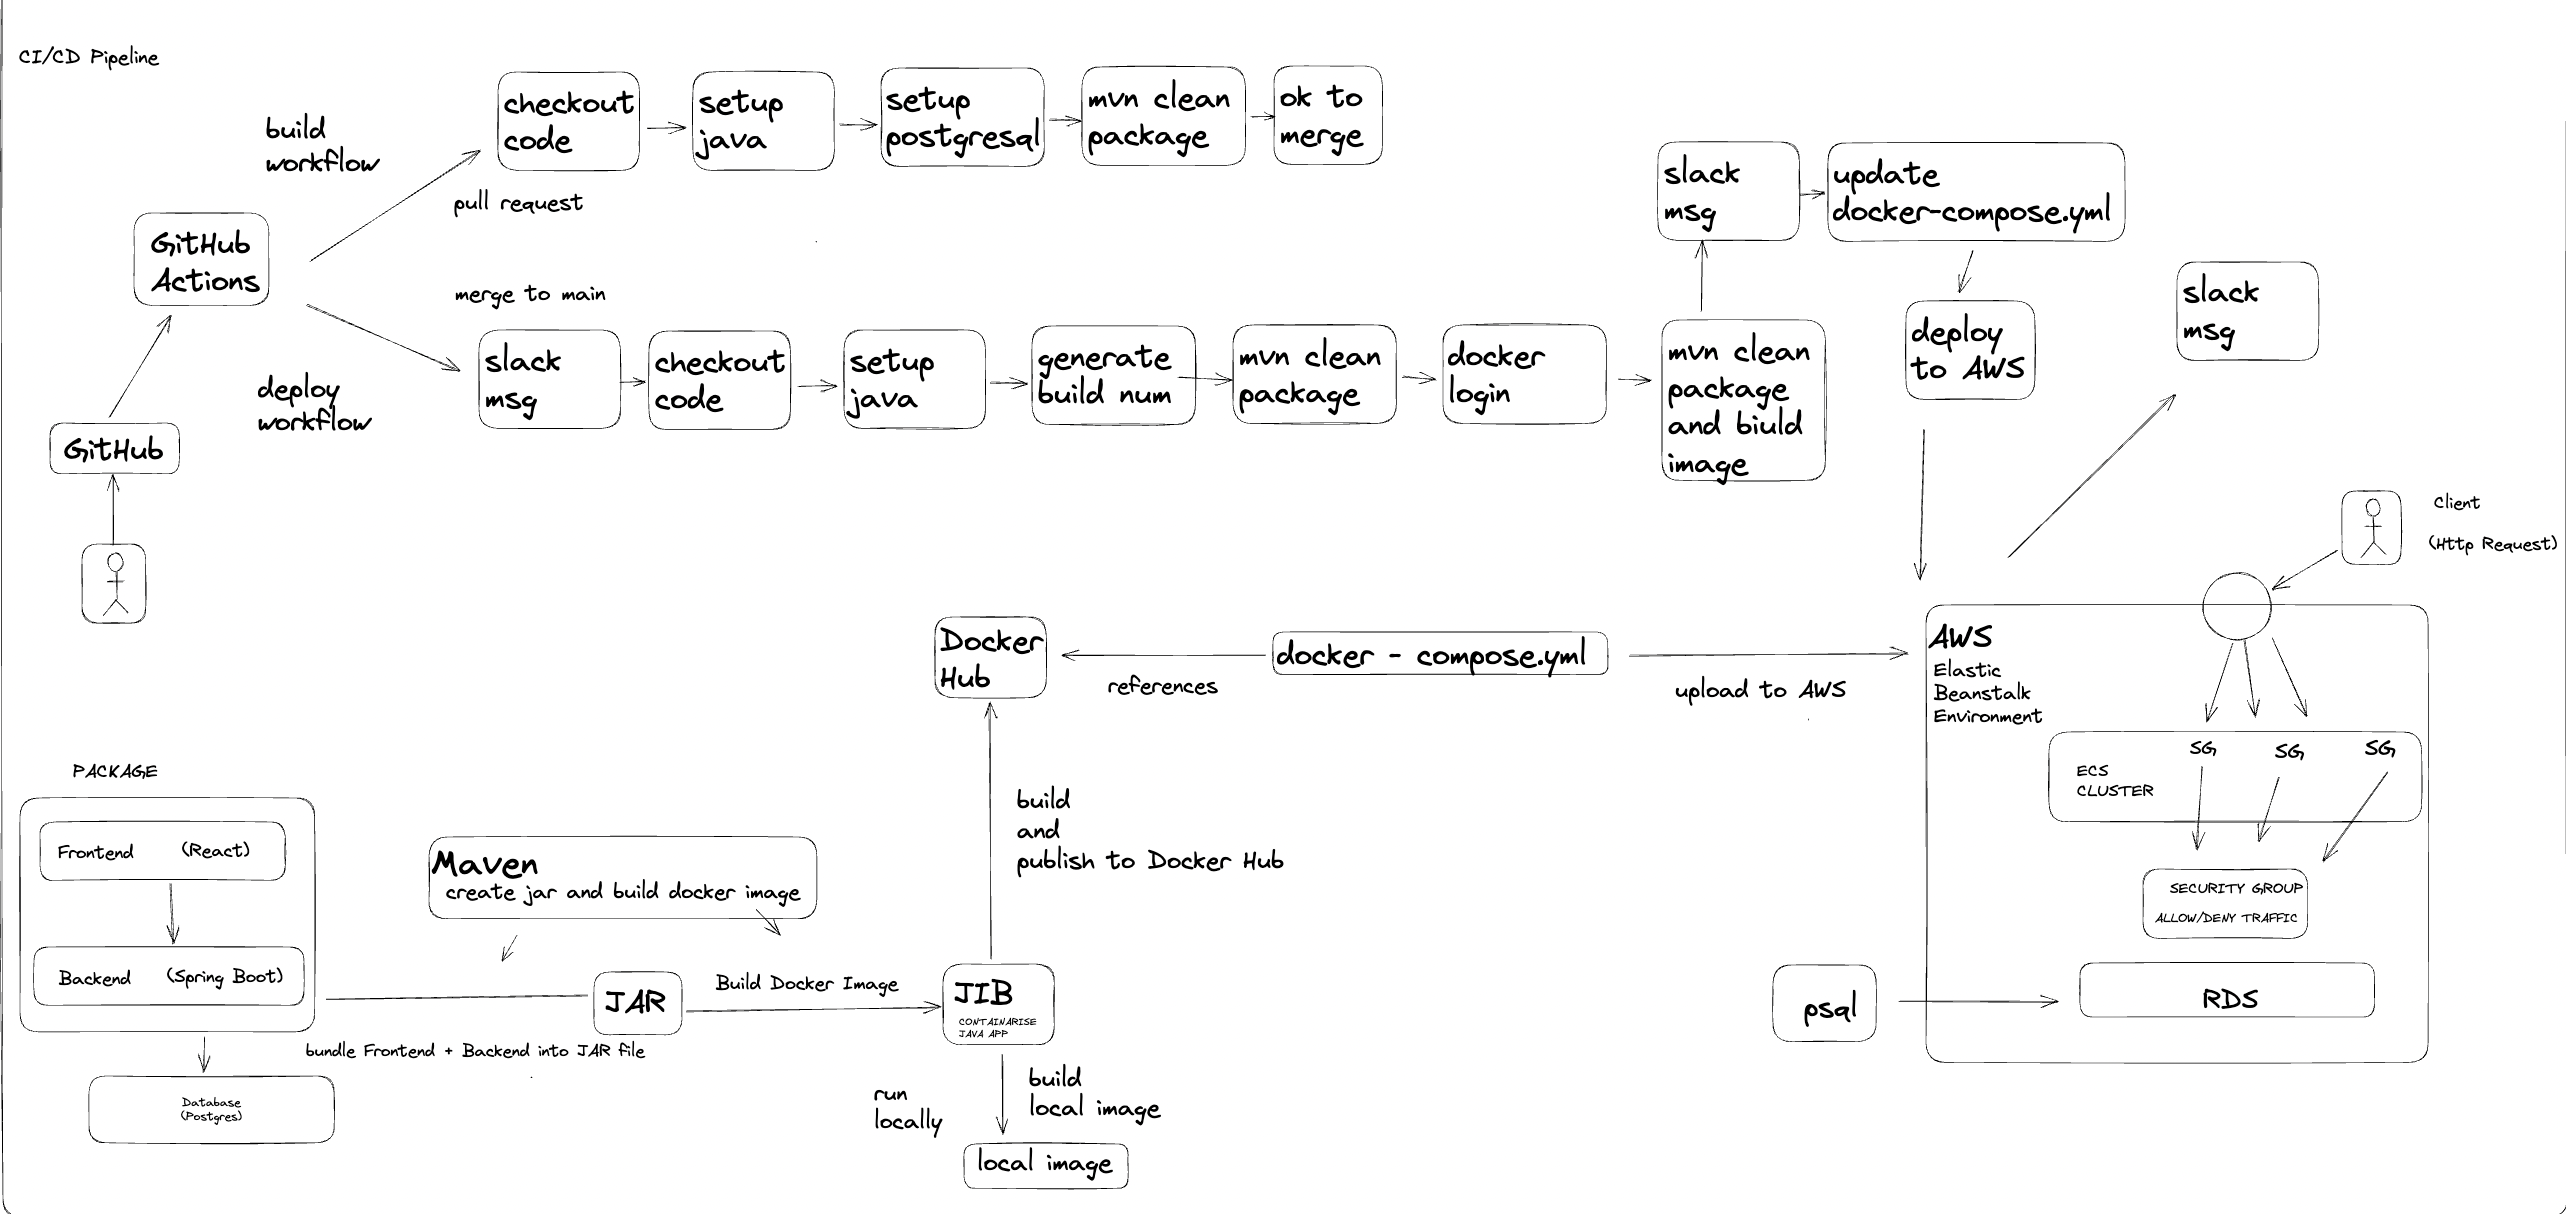 CI/CD Pipeline
build
workflow
checkout
code
setup
java
setup
postgresql
mvn clean
package
ok to
merge
pull request
GitHub
Actions
merge to main
deploy
workflow
GitHub
slack
msg
checkout
code
setup
java
generate
build num
mvn clean
package
docker
login
mvn clean
package
and biuld
image
slack
msg
update
docker-compose.yml
deploy
to AWS
slack
msg
Client
(Http Request)
Docker
Hub
references
docker - compose.yml
upload to AWS
AWS
Elastic
Beanstalk
Environment
SG
SG
SG
ECS
CLUSTER
SECURITY GROUP
ALLOW/DENY TRAFFIC
psql
RDS
PACKAGE
Frontend (React)
Backend (Spring Boot)
Database
(Postgres)
Maven
create jar and build docker image
bundle Frontend + Backend into JAR file
JAR
Build Docker Image
JIB
CONTAINARISE
JAVA APP
build
and
publish to Docker Hub
run
locally
build
local image
local image